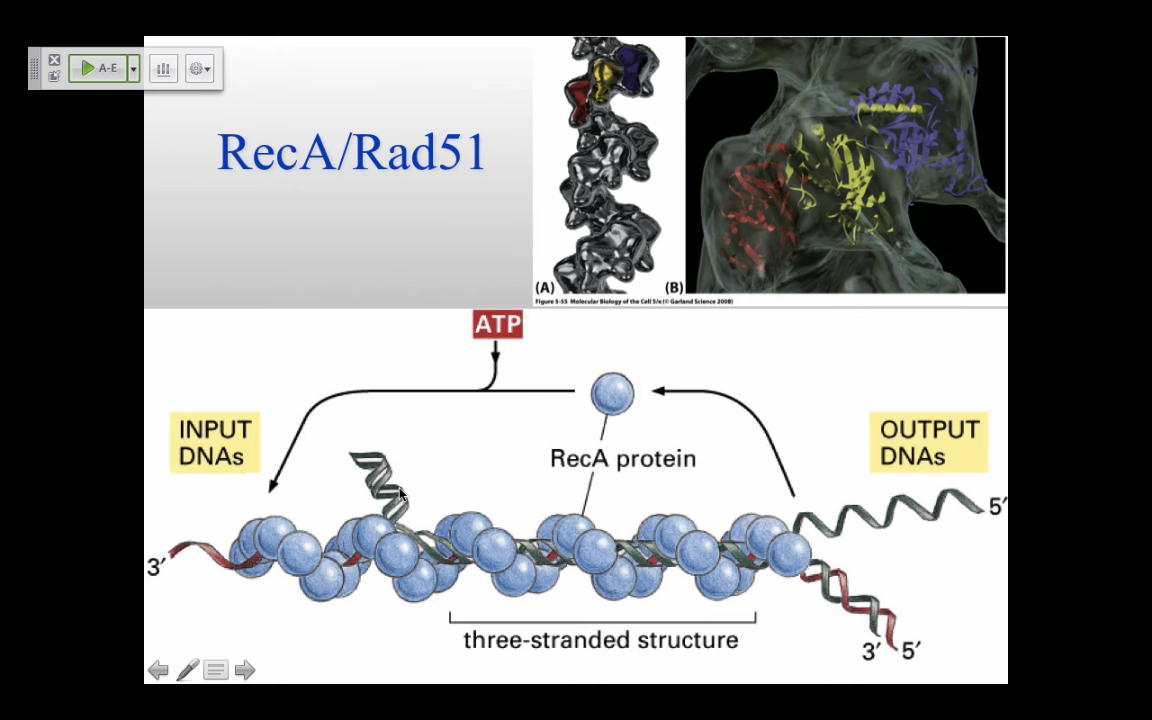 A-E
RecA/Rad51
(A)
(B)
Figure 5-55 Molecular Biology of the Cell 5/e (© Garland Science 2008)
ATP
INPUT
DNAs
RecA protein
OUTPUT
DNAs
5′
3′
three-stranded structure
3′
5′